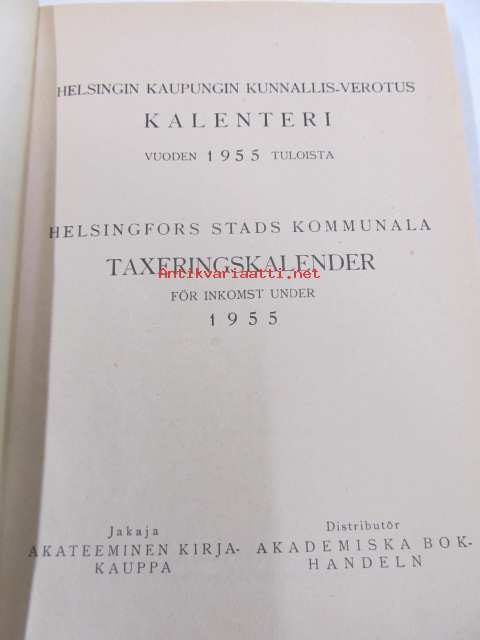 HELSINGIN KAUPUNGIN KUNNALLIS-VEROTUS
KALENTERI
VUODEN 1955 TULOISTA
HELSINGFORS STADS KOMMUNALA
TAXERINGSKALENDER
Antikvariaatti.net
FÖR INKOMST UNDER
1955
Jakaja
AKATEEMINEN KIRJA-
KAUPPA
Distributör
AKADEMISKA BOK-
HANDELN